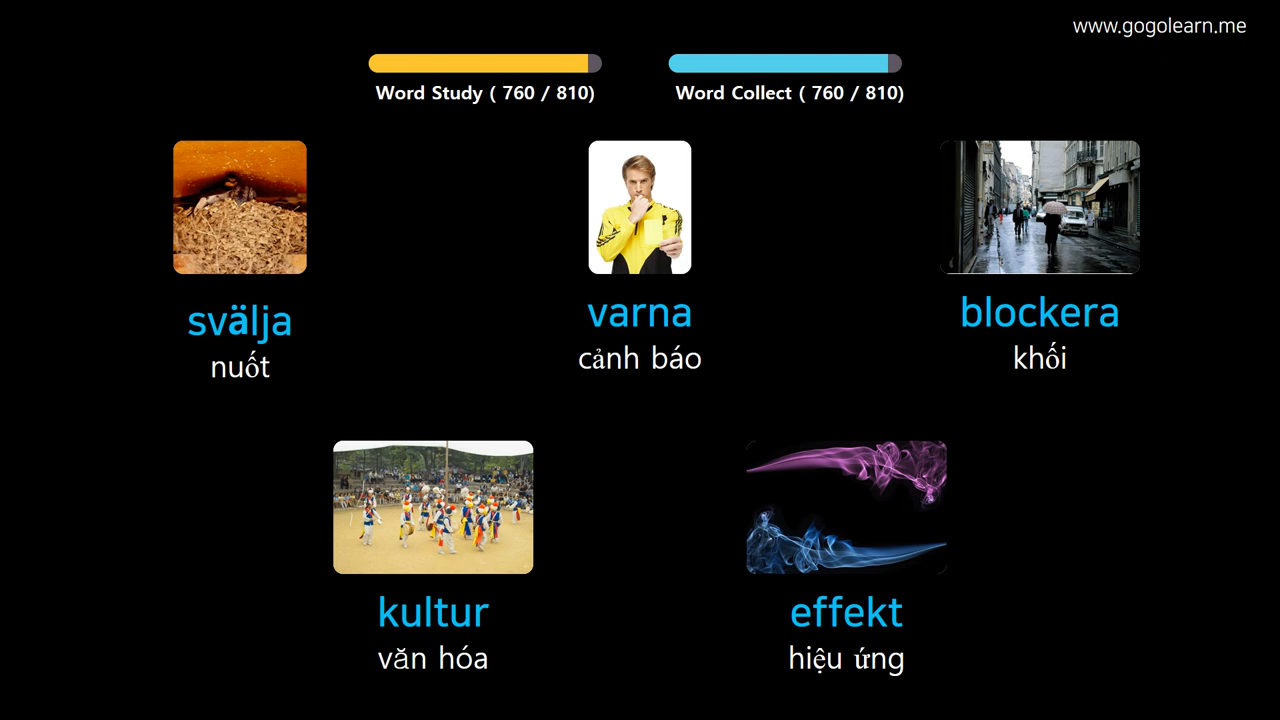 www.gogolearn.me
Word Study ( 760 / 810)
Word Collect ( 760 / 810)
svälja
nuốt
varna
cảnh báo
blockera
khối
kultur
văn hóa
effekt
hiệu ứng